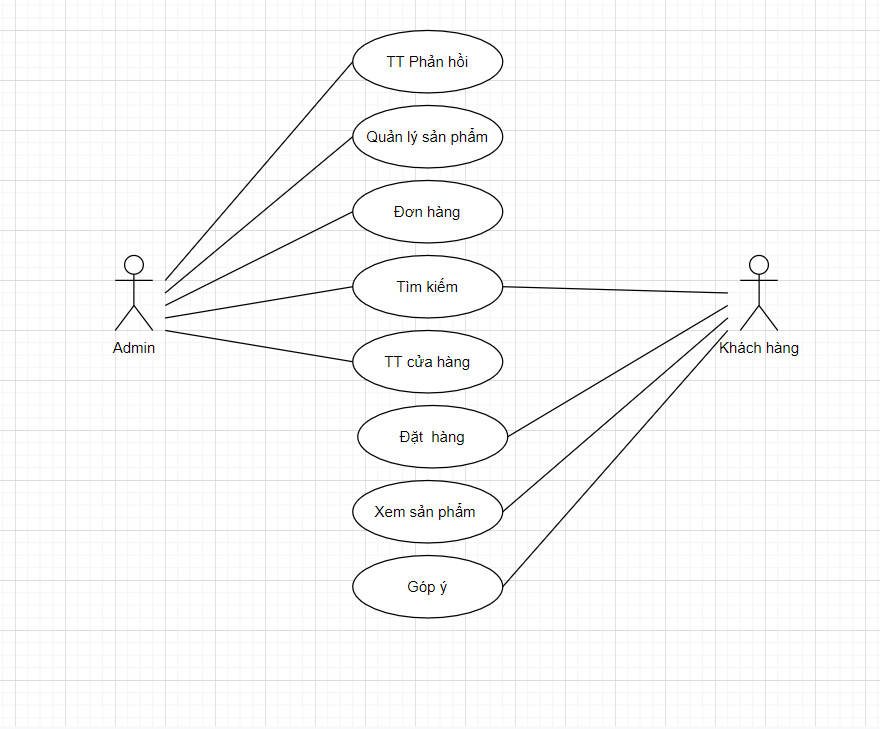 TT Phản hồi
Quản lý sản phẩm
Đơn hàng
Tìm kiếm
Admin
Khách hàng
TT cửa hàng
Đặt  hàng
Xem sản phẩm
Góp ý